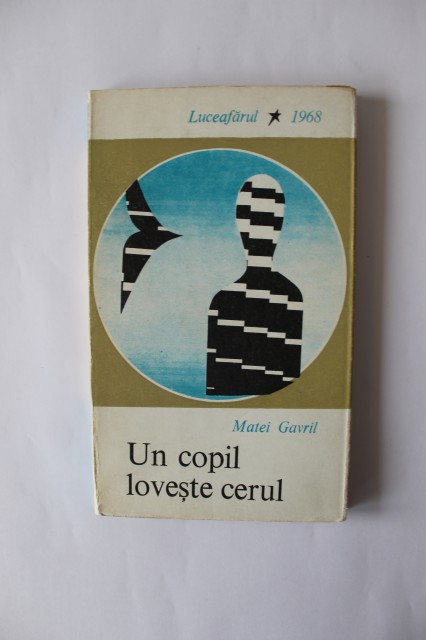 Luceafărul ★ 1968
Matei Gavril
Un copil
lovește cerul